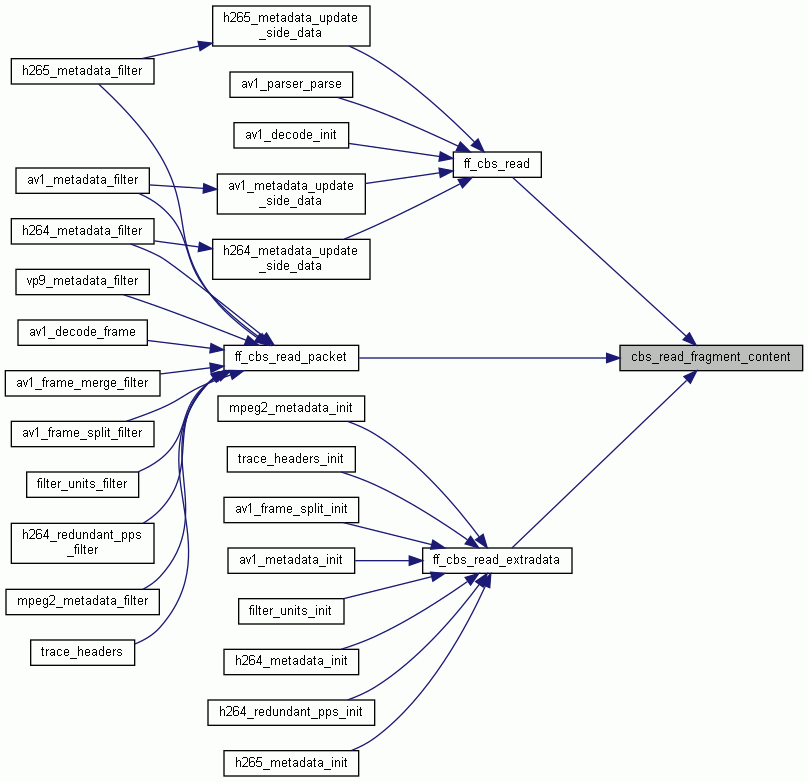 h265_metadata_update
_side_data
h265_metadata_filter
av1_parser_parse
av1_decode_init
ff_cbs_read
av1_metadata_filter
av1_metadata_update
_side_data
h264_metadata_filter
h264_metadata_update
_side_data
vp9_metadata_filter
av1_decode_frame
ff_cbs_read_packet
cbs_read_fragment_content
av1_frame_merge_filter
mpeg2_metadata_init
av1_frame_split_filter
trace_headers_init
filter_units_filter
av1_frame_split_init
h264_redundant_pps
_filter
av1_metadata_init
ff_cbs_read_extradata
mpeg2_metadata_filter
filter_units_init
trace_headers
h264_metadata_init
h264_redundant_pps_init
h265_metadata_init